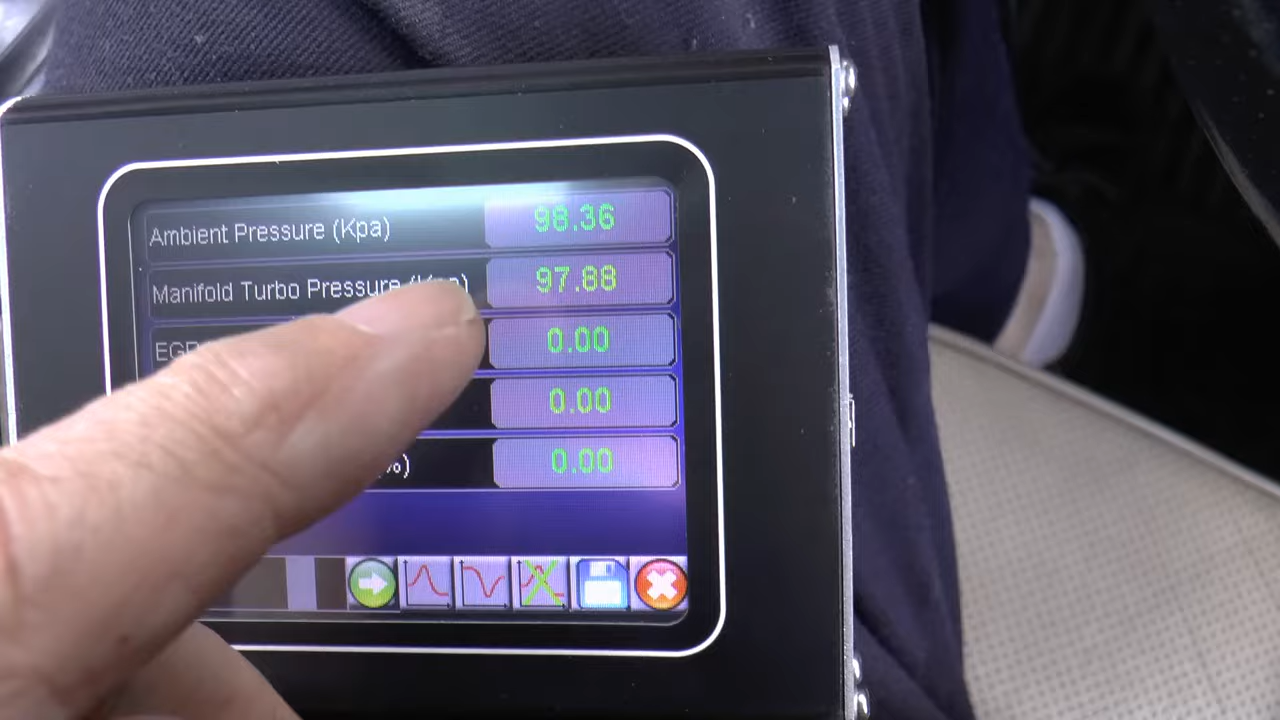 Ambient Pressure (Kpa) 98.36
Manifold Turbo Pressure (Kpa) 97.88
0.00
0.00
%) 0.00